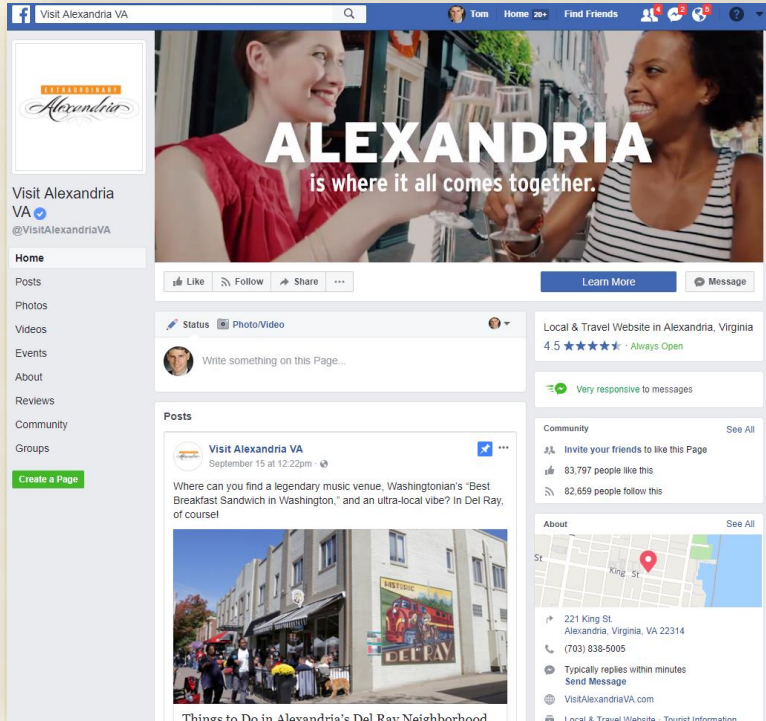 Visit Alexandria VA
Tom
Home 20+
Find Friends
4
2
5
EXTRAORDINARY
Alexandria
ALEXANDRIA
is where it all comes together.
Visit Alexandria
VA
@VisitAlexandriaVA
Home
Posts
Photos
Videos
Events
About
Reviews
Community
Groups
Create a Page
Like
Follow
Share
Learn More
Message
Status
Photo/Video
Write something on this Page...
Posts
Visit Alexandria VA
September 15 at 12:22pm ·
Where can you find a legendary music venue, Washingtonian's "Best
Breakfast Sandwich in Washington," and an ultra-local vibe? In Del Ray,
of course!
HISTORIC
DEL RAY
Things to Do in Alexandria's Del Ray Neighborhood
Local & Travel Website in Alexandria, Virginia
4.5 ★★★★★ · Always Open
Very responsive to messages
Community
See All
Invite your friends to like this Page
83,797 people like this
82,659 people follow this
About
See All
St
King St
221 King St.
Alexandria, Virginia, VA 22314
(703) 838-5005
Typically replies within minutes
Send Message
VisitAlexandriaVA.com
Local & Travel Website · Tourist Information